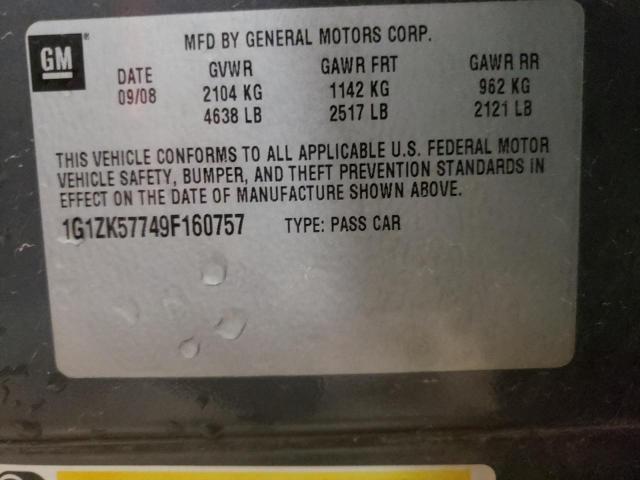 GM ®
MFD BY GENERAL MOTORS CORP.
DATE GVWR GAWR FRT GAWR RR
09/08 2104 KG 1142 KG 962 KG
4638 LB 2517 LB 2121 LB
THIS VEHICLE CONFORMS TO ALL APPLICABLE U.S. FEDERAL MOTOR
VEHICLE SAFETY, BUMPER, AND THEFT PREVENTION STANDARDS IN
EFFECT ON THE DATE OF MANUFACTURE SHOWN ABOVE.
1G1ZK57749F160757 TYPE: PASS CAR